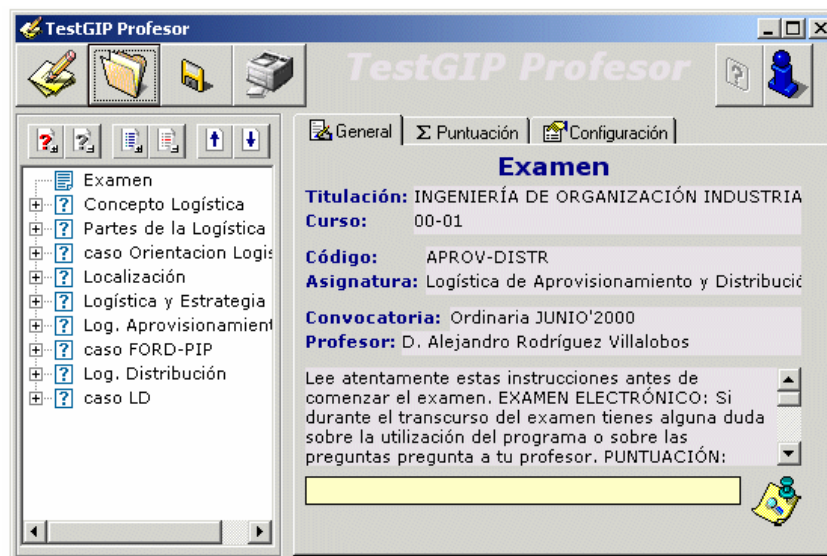 TestGIP Profesor
TestGIP Profesor
General
Σ Puntuación
Configuración
Examen
Concepto Logística
Partes de la Logística
caso Orientacion Logis
Localización
Logística y Estrategia
Log. Aprovisionamient
caso FORD-PIP
Log. Distribución
caso LD
Examen
Titulación: INGENIERÍA DE ORGANIZACIÓN INDUSTRIA
Curso: 00-01
Código: APROV-DISTR
Asignatura: Logística de Aprovisionamiento y Distribució
Convocatoria: Ordinaria JUNIO'2000
Profesor: D. Alejandro Rodríguez Villalobos
Lee atentamente estas instrucciones antes de
comenzar el examen. EXAMEN ELECTRÓNICO: Si
durante el transcurso del examen tienes alguna duda
sobre la utilización del programa o sobre las
preguntas pregunta a tu profesor. PUNTUACIÓN: